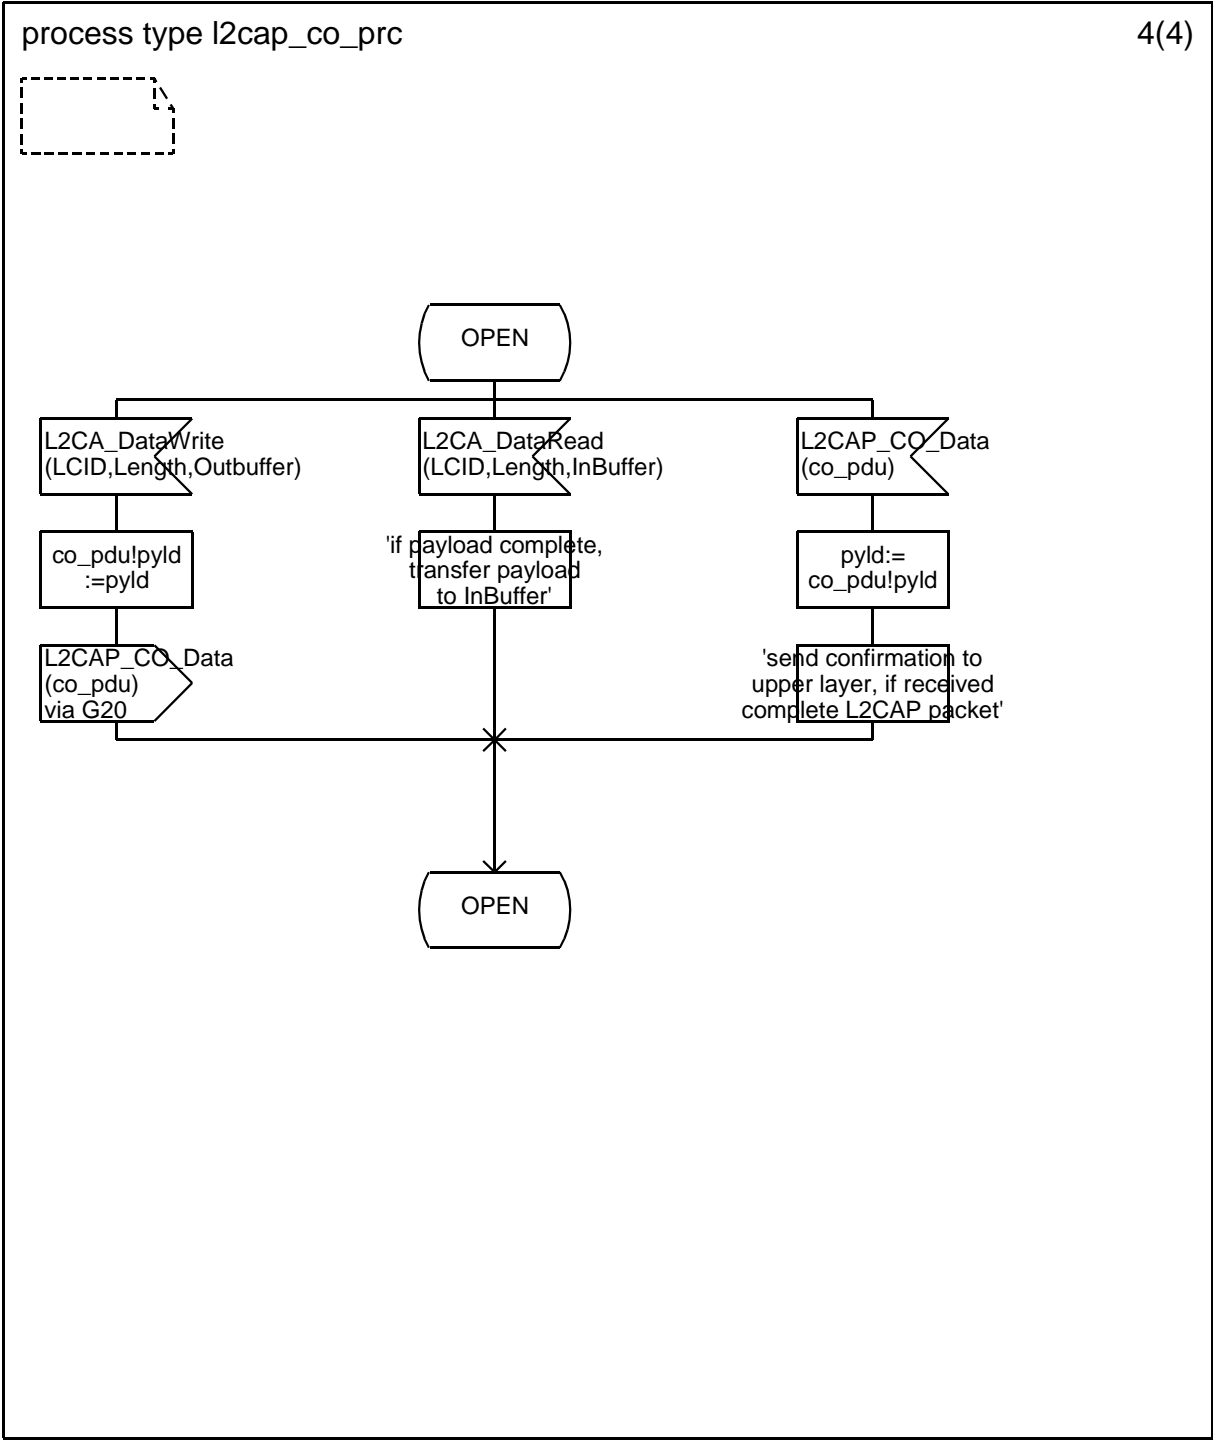 process type l2cap_co_prc
4(4)
OPEN
L2CA_DataWrite
(LCID,Length,Outbuffer)
co_pdu!pyld
:=pyld
L2CAP_CO_Data
(co_pdu)
via G20
L2CA_DataRead
(LCID,Length,InBuffer)
'if payload complete,
transfer payload
to InBuffer'
L2CAP_CO_Data
(co_pdu)
pyld:=
co_pdu!pyld
'send confirmation to
upper layer, if received
complete L2CAP packet'
OPEN